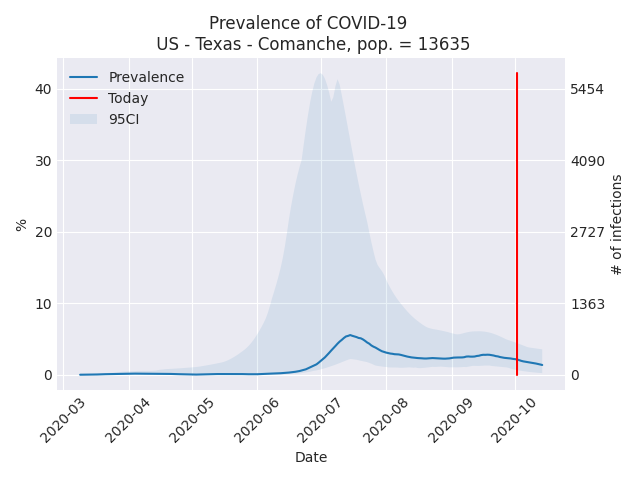 Prevalence of COVID-19
US - Texas - Comanche, pop. = 13635
Prevalence
Today
95CI
40
30
20
10
0
%
5454
4090
2727
1363
0
# of infections
2020-03
2020-04
2020-05
2020-06
2020-07
2020-08
2020-09
2020-10
Date